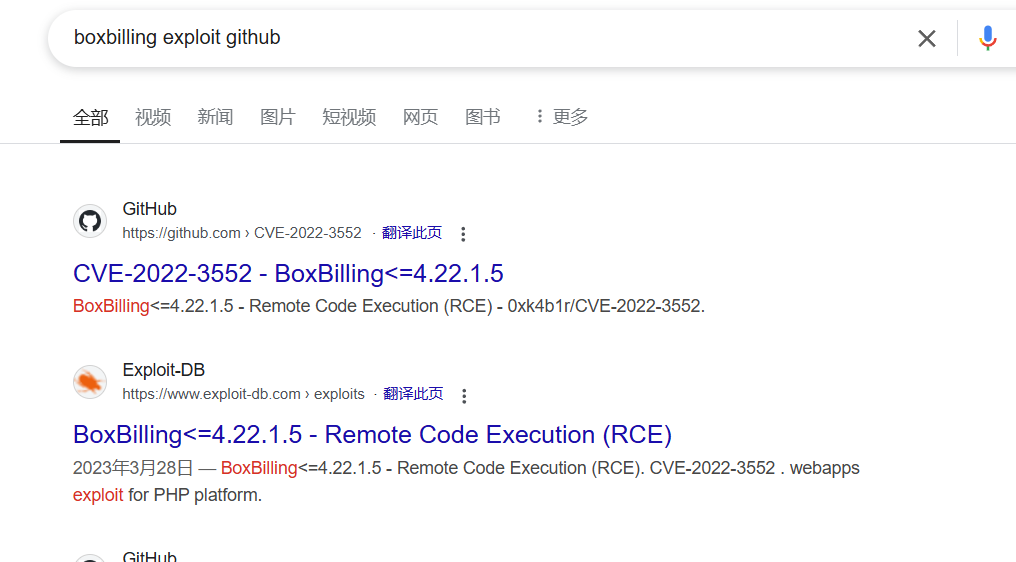 boxbilling exploit github
全部 视频 新闻 图片 短视频 网页 图书 更多
GitHub
https://github.com › CVE-2022-3552 · 翻译此页
CVE-2022-3552 - BoxBilling<=4.22.1.5
BoxBilling<=4.22.1.5 - Remote Code Execution (RCE) - 0xk4b1r/CVE-2022-3552.
Exploit-DB
https://www.exploit-db.com › exploits · 翻译此页
BoxBilling<=4.22.1.5 - Remote Code Execution (RCE)
2023年3月28日 — BoxBilling<=4.22.1.5 - Remote Code Execution (RCE). CVE-2022-3552 . webapps
exploit for PHP platform.
GitHub